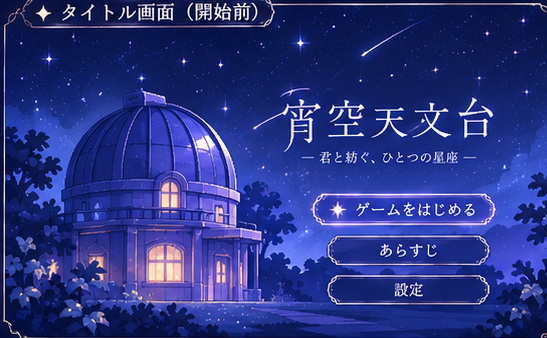 タイトル画面（開始前）
宵空天文台
― 君と紡ぐ、ひとつの星座 ―
ゲームをはじめる
あらすじ
設定